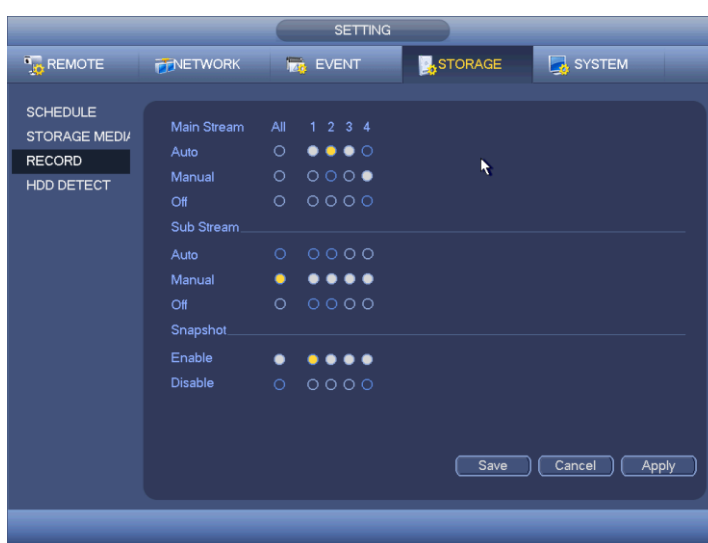 SETTING
REMOTE NETWORK EVENT STORAGE SYSTEM
SCHEDULE
STORAGE MEDIA
RECORD
HDD DETECT
Main Stream All 1 2 3 4
Auto
Manual
Off
Sub Stream
Auto
Manual
Off
Snapshot
Enable
Disable
Save Cancel Apply